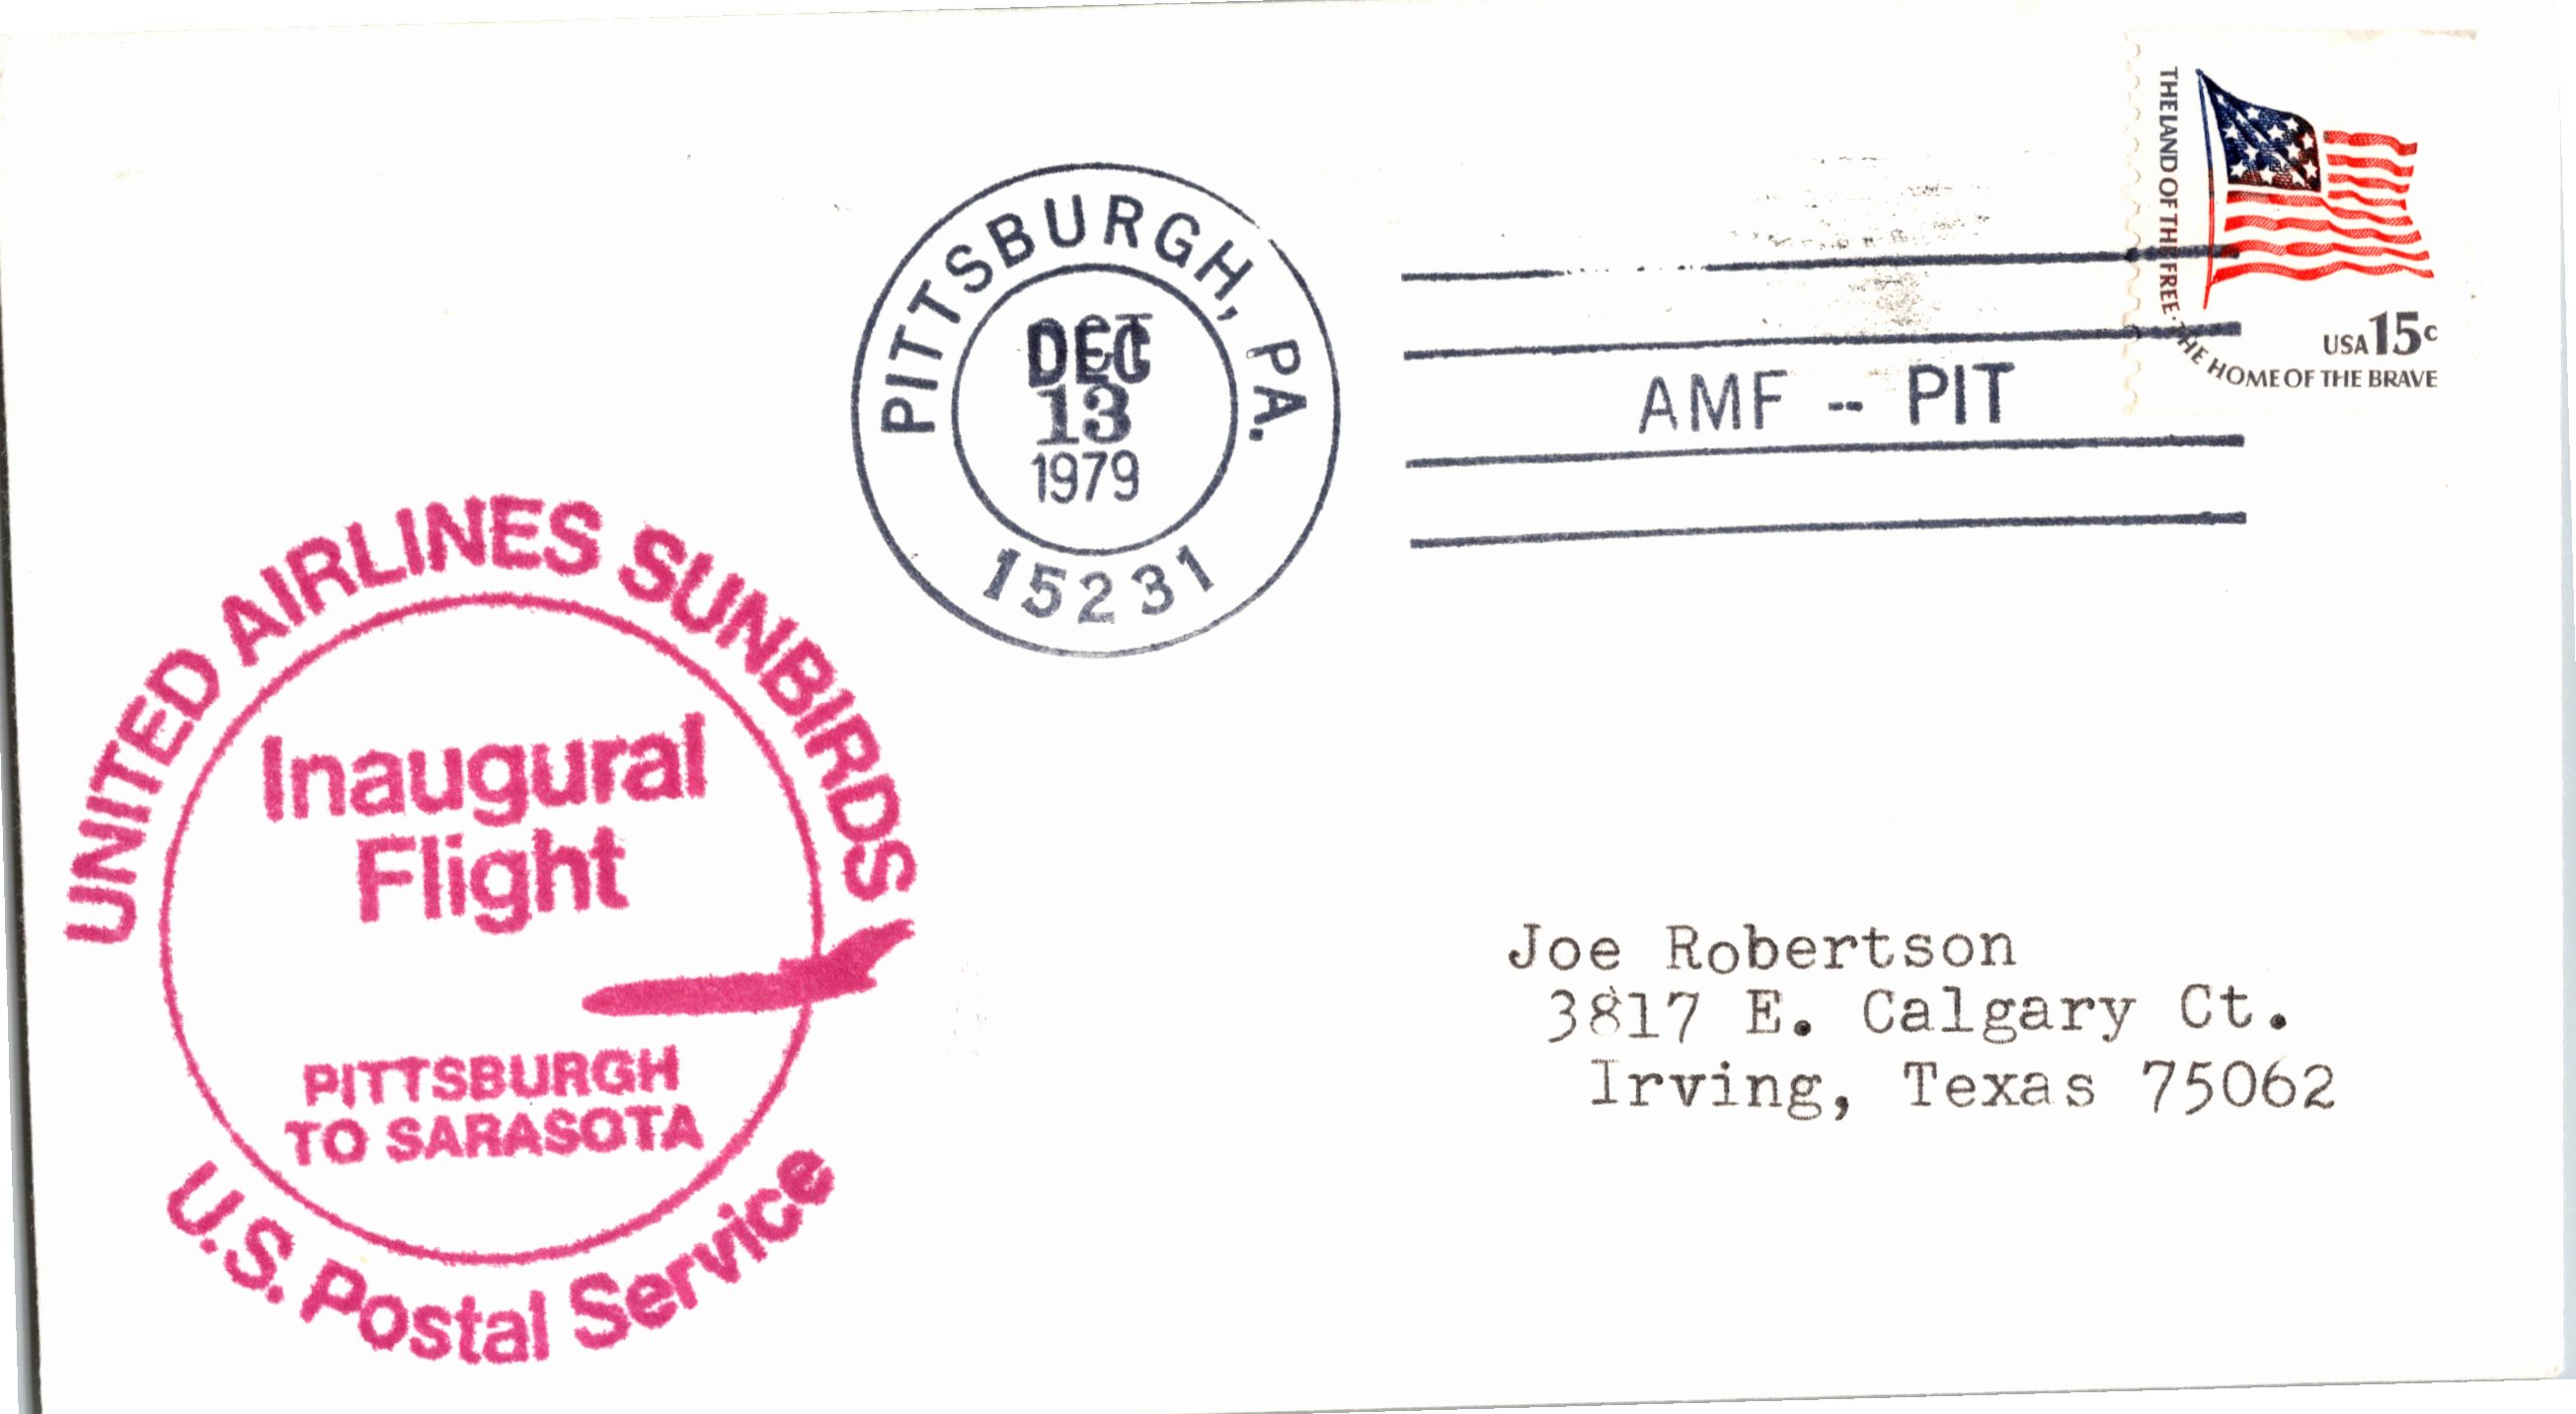 THE LAND OF THE FREE · THE HOME OF THE BRAVE
USA 15c
PITTSBURGH, PA.
DEC
13
1979
15231
AMF -- PIT
UNITED AIRLINES SUNBIRDS
Inaugural
Flight
PITTSBURGH
TO SARASOTA
U.S. Postal Service
Joe Robertson
3817 E. Calgary Ct.
Irving, Texas 75062